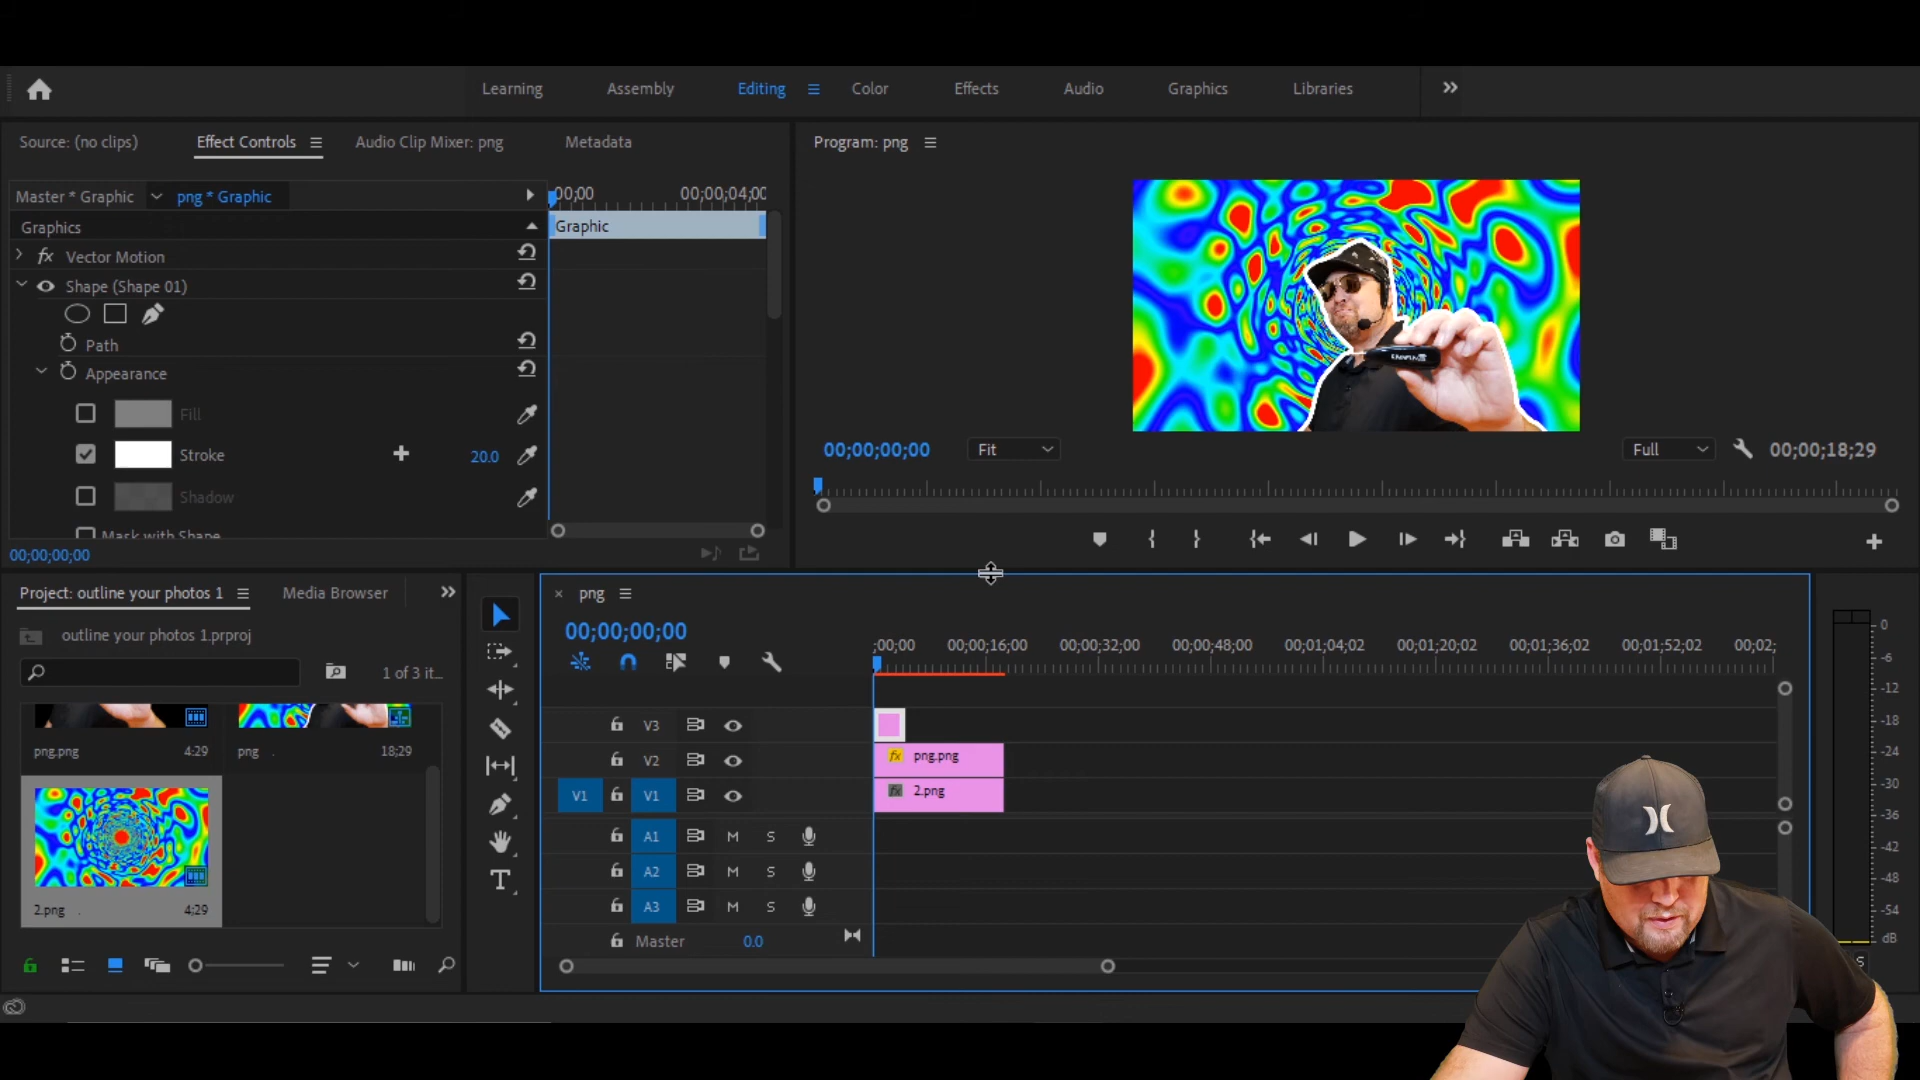 Learning Assembly Editing Color Effects Audio Graphics Libraries
Source: (no clips) Effect Controls Audio Clip Mixer: png Metadata
Program: png
Master * Graphic png * Graphic
00;00 00;00;04;00
Graphics
Graphic
fx Vector Motion
Shape (Shape 01)
Path
Appearance
Fill
Stroke 20.0
Shadow
Mask with Shape
00;00;00;00
00;00;00;00 Fit Full 00;00;18;29
Project: outline your photos 1 Media Browser
outline your photos 1.prproj
1 of 3 it...
png.png 4:29 png 18;29
2.png 4;29
png
00;00;00;00
;00;00 00;00;16;00 00;00;32;00 00;00;48;00 00;01;04;02 00;01;20;02 00;01;36;02 00;01;52;02 00;02;
V3
V2 fx png.png
V1 V1 fx 2.png
A1 M S
A2 M S
A3 M S
Master 0.0
T
0
-6
-12
-18
-24
-30
-36
-42
-48
-54
dB
S